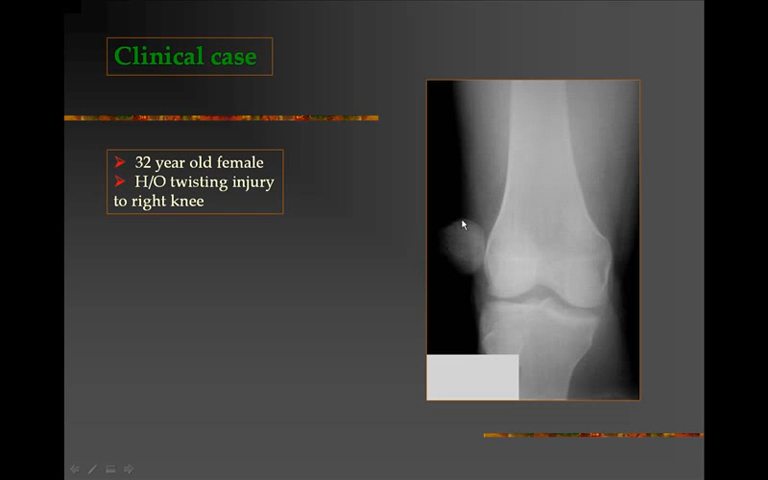 Clinical case
32 year old female
H/O twisting injury
to right knee